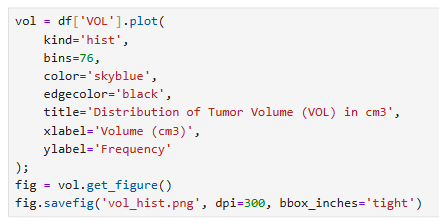 vol = df['VOL'].plot(
    kind='hist',
    bins=76,
    color='skyblue',
    edgecolor='black',
    title='Distribution of Tumor Volume (VOL) in cm3',
    xlabel='Volume (cm3)',
    ylabel='Frequency'
);
fig = vol.get_figure()
fig.savefig('vol_hist.png', dpi=300, bbox_inches='tight')